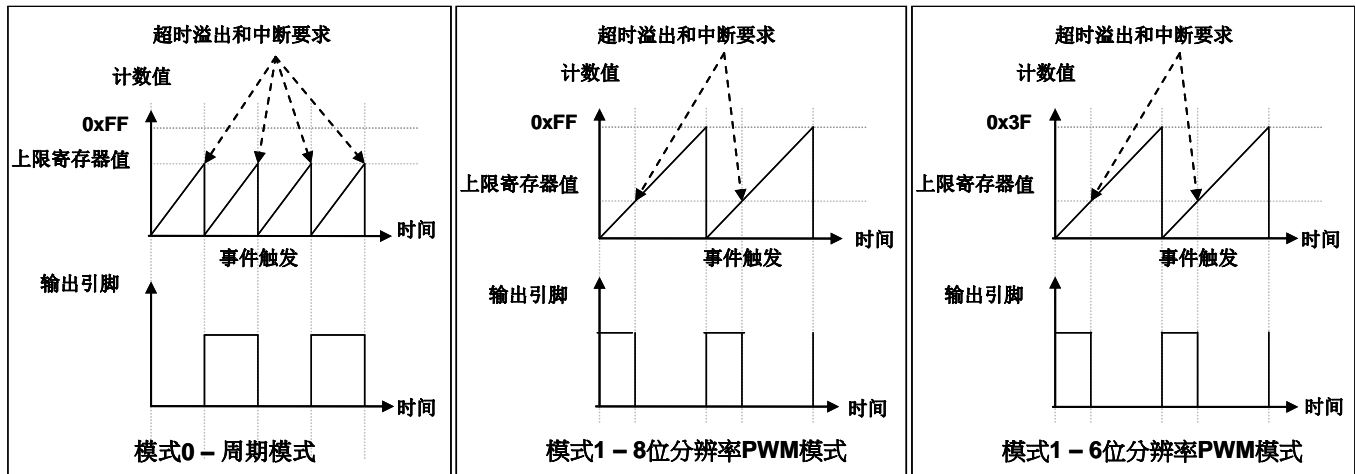 超时溢出和中断要求
计数值
0xFF
上限寄存器值
时间
事件触发
输出引脚
时间
模式0 – 周期模式
超时溢出和中断要求
计数值
0xFF
上限寄存器值
时间
事件触发
输出引脚
时间
模式1 – 8位分辨率PWM模式
超时溢出和中断要求
计数值
0x3F
上限寄存器值
时间
事件触发
输出引脚
时间
模式1 – 6位分辨率PWM模式